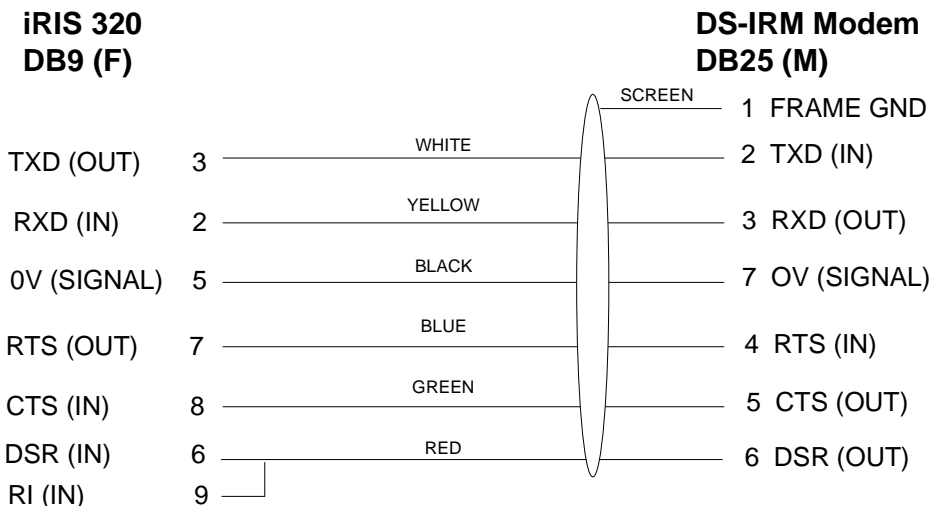 iRIS 320 DS-IRM Modem
DB9 (F) DB25 (M)
SCREEN 1 FRAME GND
TXD (OUT) 3 WHITE 2 TXD (IN)
RXD (IN) 2 YELLOW 3 RXD (OUT)
0V (SIGNAL) 5 BLACK 7 OV (SIGNAL)
RTS (OUT) 7 BLUE 4 RTS (IN)
CTS (IN) 8 GREEN 5 CTS (OUT)
DSR (IN) 6 RED 6 DSR (OUT)
RI (IN) 9